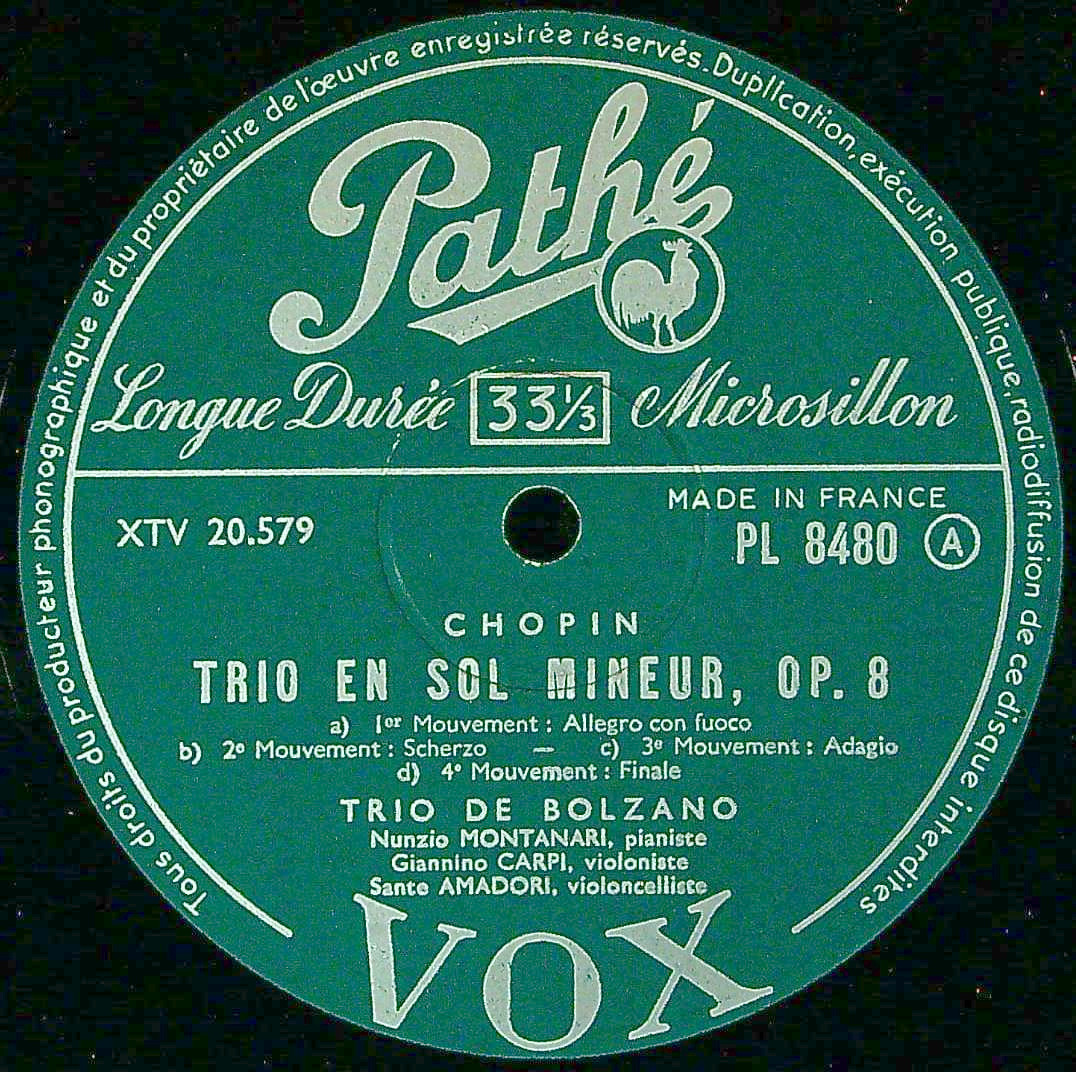 Tous droits du producteur phonographique et du propriétaire de l'œuvre enregistrée réservés. Duplication, exécution publique, radiodiffusion de ce disque interdites
Pathé
Longue Durée 33⅓ Microsillon
MADE IN FRANCE
XTV 20.579
PL 8480 A
CHOPIN
TRIO EN SOL MINEUR, OP. 8
a) 1er Mouvement : Allegro con fuoco
b) 2e Mouvement : Scherzo — c) 3e Mouvement : Adagio
d) 4e Mouvement : Finale
TRIO DE BOLZANO
Nunzio MONTANARI, pianiste
Giannino CARPI, violoniste
Sante AMADORI, violoncelliste
VOX